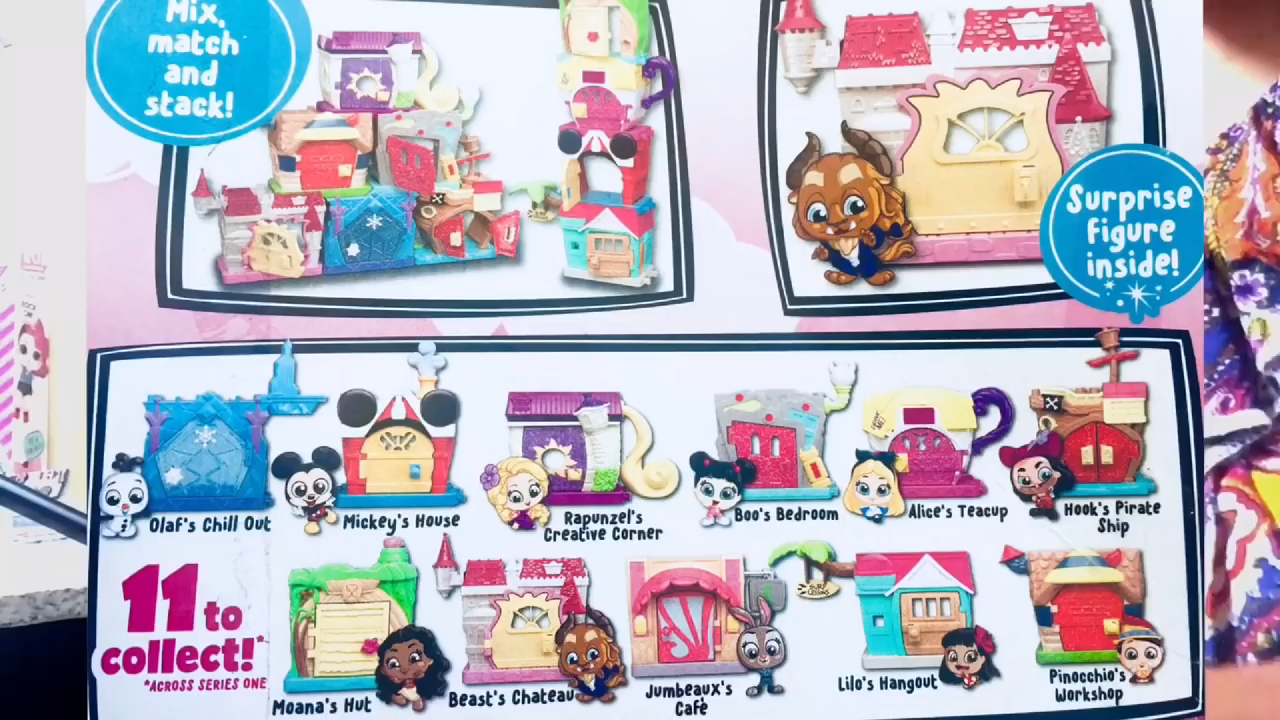 Mix,
match
and
stack!
Surprise
figure
inside!
Olaf's Chill Out
Mickey's House
Rapunzel's
Creative Corner
Boo's Bedroom
Alice's Teacup
Hook's Pirate
Ship
11 to
collect!*
*ACROSS SERIES ONE
Moana's Hut
Beast's Chateau
Jumbeaux's
Cafè
Lilo's Hangout
Pinocchio's
Workshop